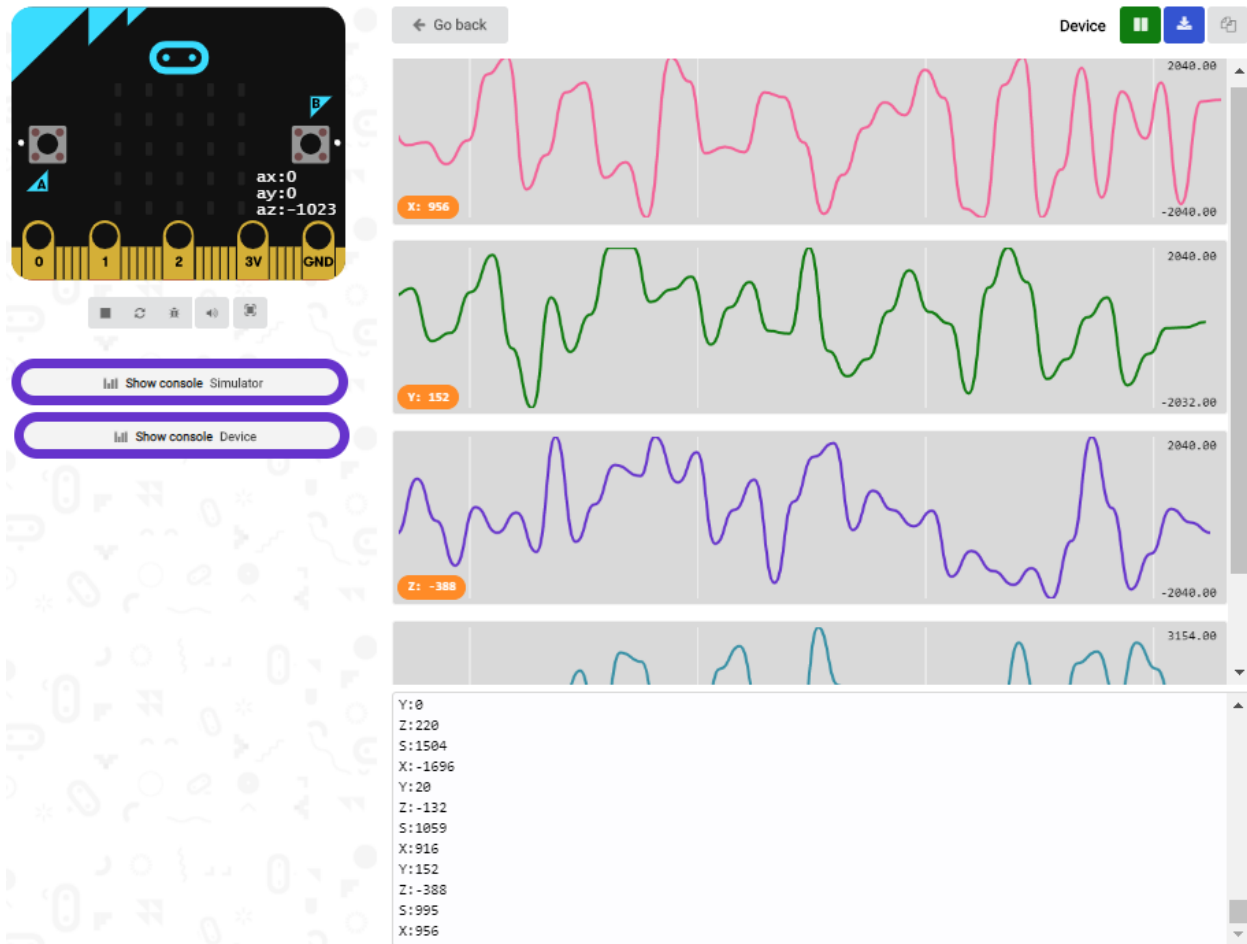 Go back
Device
B
A
ax:0
ay:0
az:-1023
0 1 2 3V GND
Show console Simulator
Show console Device
2040.00
X: 956
-2040.00
2040.00
Y: 152
-2032.00
2040.00
Z: -388
-2040.00
3154.00
Y:0
Z:220
S:1504
X:-1696
Y:20
Z:-132
S:1059
X:916
Y:152
Z:-388
S:995
X:956